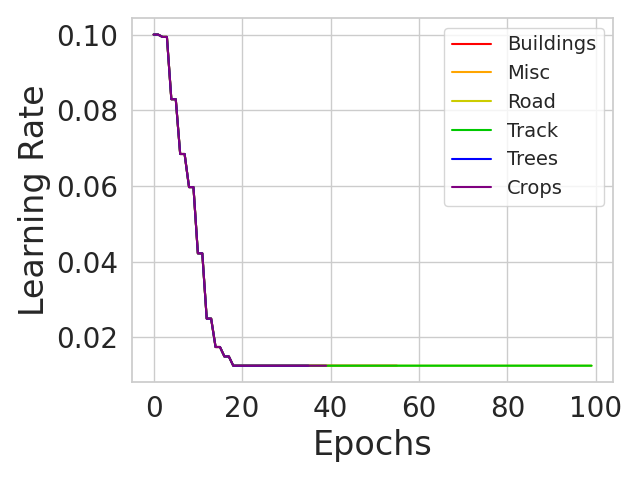 0.10
0.08
0.06
0.04
0.02
Learning Rate
0 20 40 60 80 100
Epochs
Buildings
Misc
Road
Track
Trees
Crops